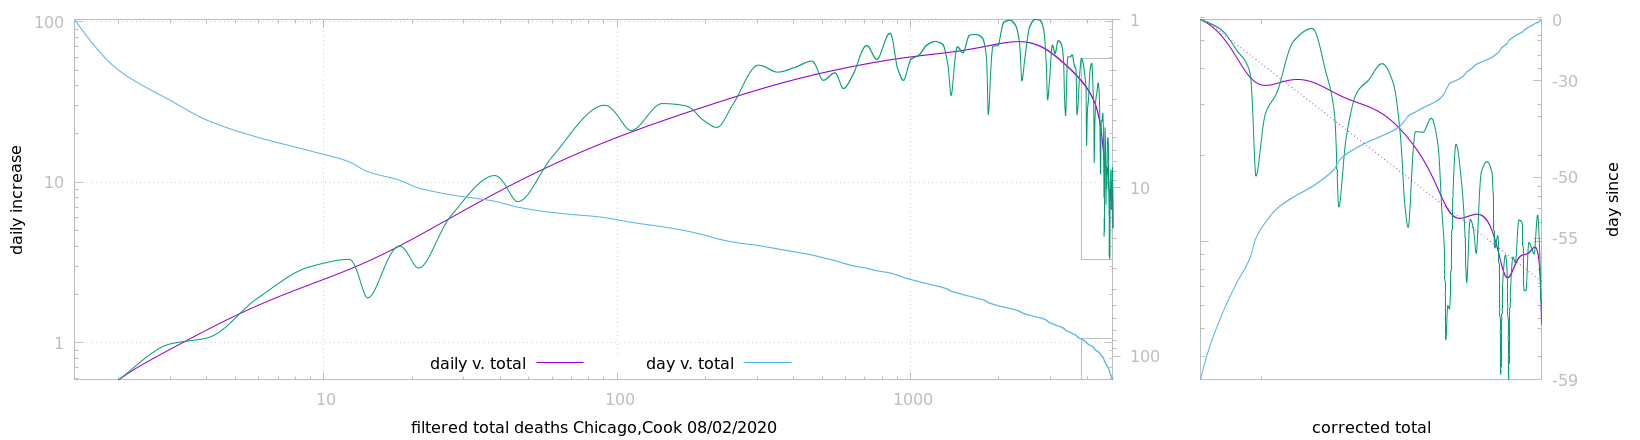 100
10
1
daily increase
10
100
1000
1
10
100
daily v. total
day v. total
filtered total deaths Chicago,Cook 08/02/2020
-0
-30
-50
-55
-59
day since
corrected total